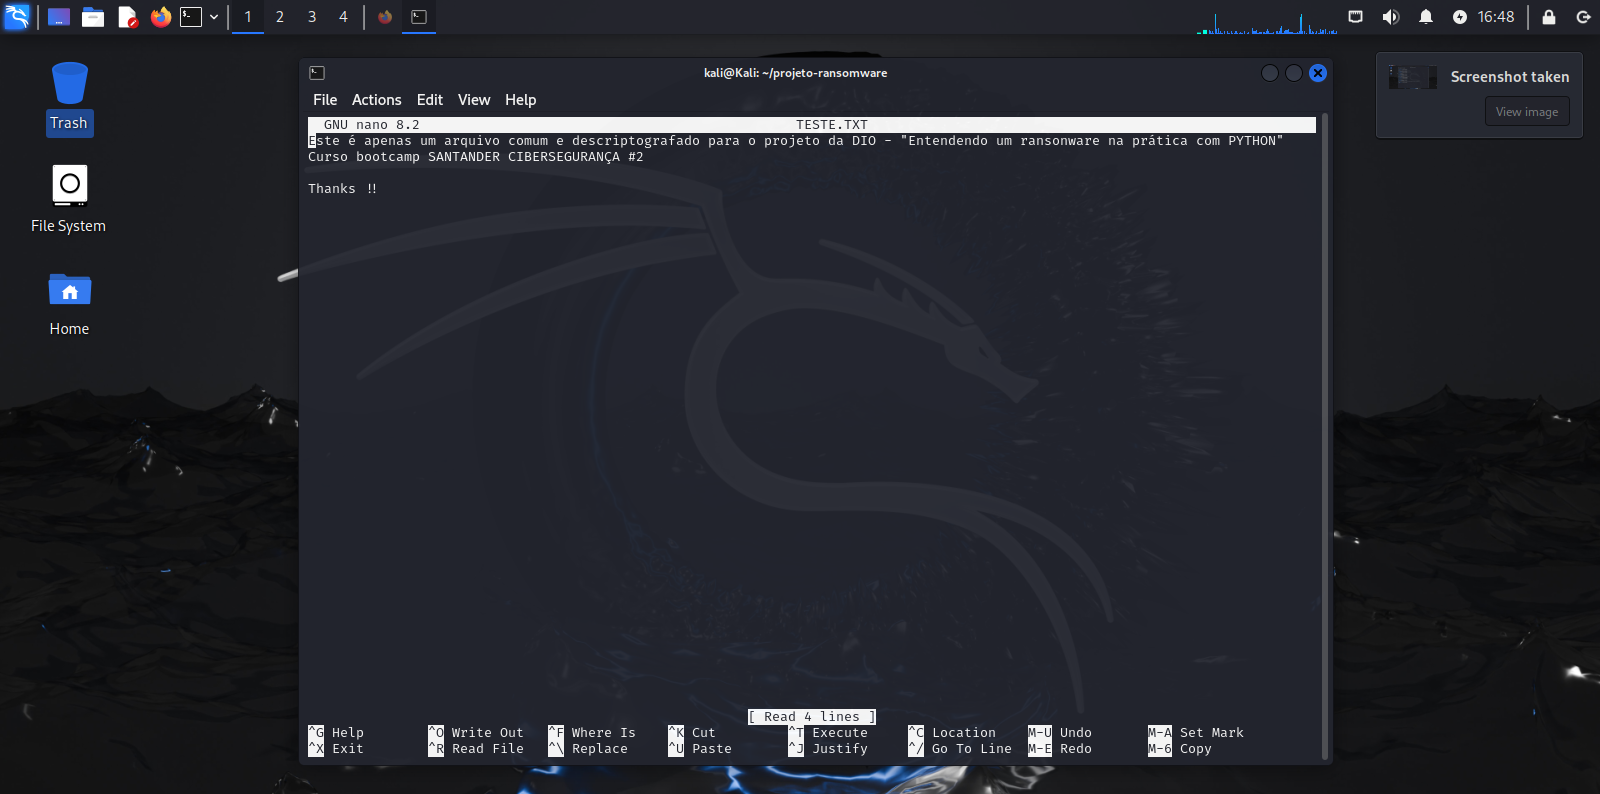 1 2 3 4
16:48
Trash
File System
Home
Screenshot taken
View image
kali@Kali: ~/projeto-ransomware
File Actions Edit View Help
GNU nano 8.2 TESTE.TXT
Este é apenas um arquivo comum e descriptografado para o projeto da DIO - "Entendendo um ransonware na prática com PYTHON"
Curso bootcamp SANTANDER CIBERSEGURANÇA #2
Thanks !!
[ Read 4 lines ]
^G Help ^O Write Out ^F Where Is ^K Cut ^T Execute ^C Location M-U Undo M-A Set Mark
^X Exit ^R Read File ^\ Replace ^U Paste ^J Justify ^/ Go To Line M-E Redo M-6 Copy